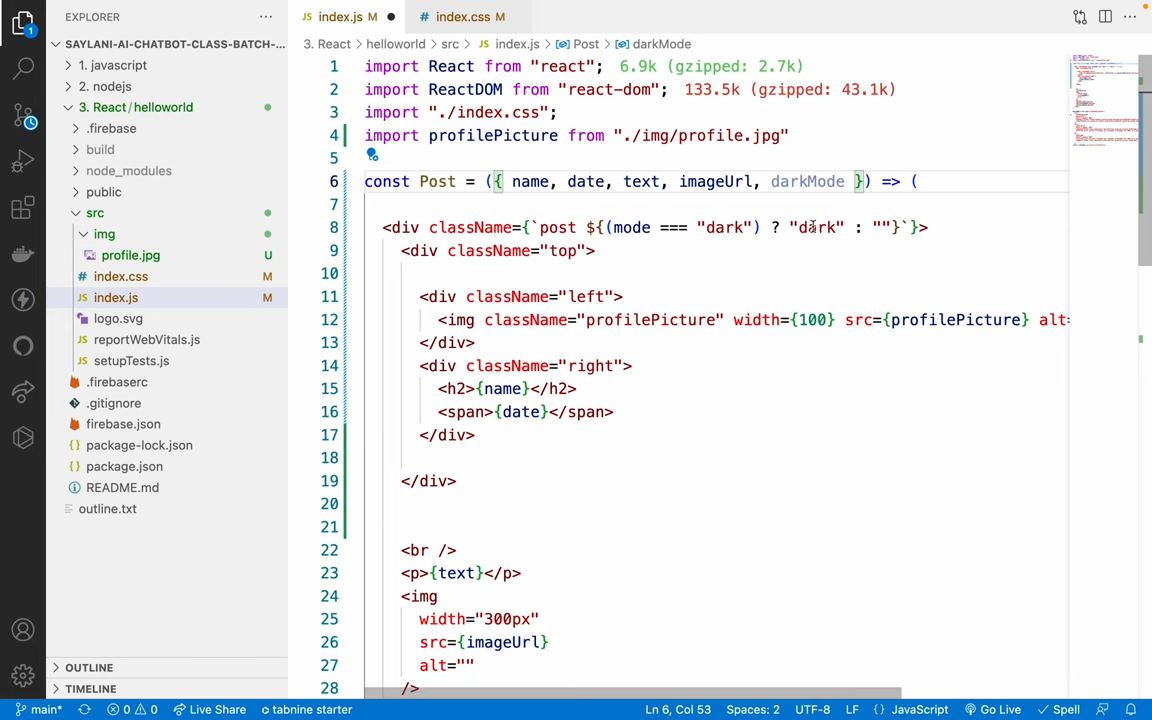 EXPLORER
SAYLANI-AI-CHATBOT-CLASS-BATCH-...
1. javascript
2. nodejs
3. React/helloworld
.firebase
build
node_modules
public
src
img
profile.jpg U
index.css M
JS index.js M
logo.svg
JS reportWebVitals.js
JS setupTests.js
.firebaserc
.gitignore
firebase.json
{} package-lock.json
{} package.json
README.md
outline.txt
OUTLINE
TIMELINE
JS index.js M
# index.css M
3. React > helloworld > src > JS index.js > Post > darkMode
1 import React from "react"; 6.9k (gzipped: 2.7k)
2 import ReactDOM from "react-dom"; 133.5k (gzipped: 43.1k)
3 import "./index.css";
4 import profilePicture from "./img/profile.jpg"
5
6 const Post = ({ name, date, text, imageUrl, darkMode }) => (
7
8 <div className={`post ${(mode === "dark") ? "dark" : ""}`}>
9 <div className="top">
10
11 <div className="left">
12 <img className="profilePicture" width={100} src={profilePicture} alt=
13 </div>
14 <div className="right">
15 <h2>{name}</h2>
16 <span>{date}</span>
17 </div>
18
19 </div>
20
21
22 <br />
23 <p>{text}</p>
24 <img
25 width="300px"
26 src={imageUrl}
27 alt=""
28 />
main* 0 0 Live Share tabnine starter Ln 6, Col 53 Spaces: 2 UTF-8 LF {} JavaScript Go Live Spell